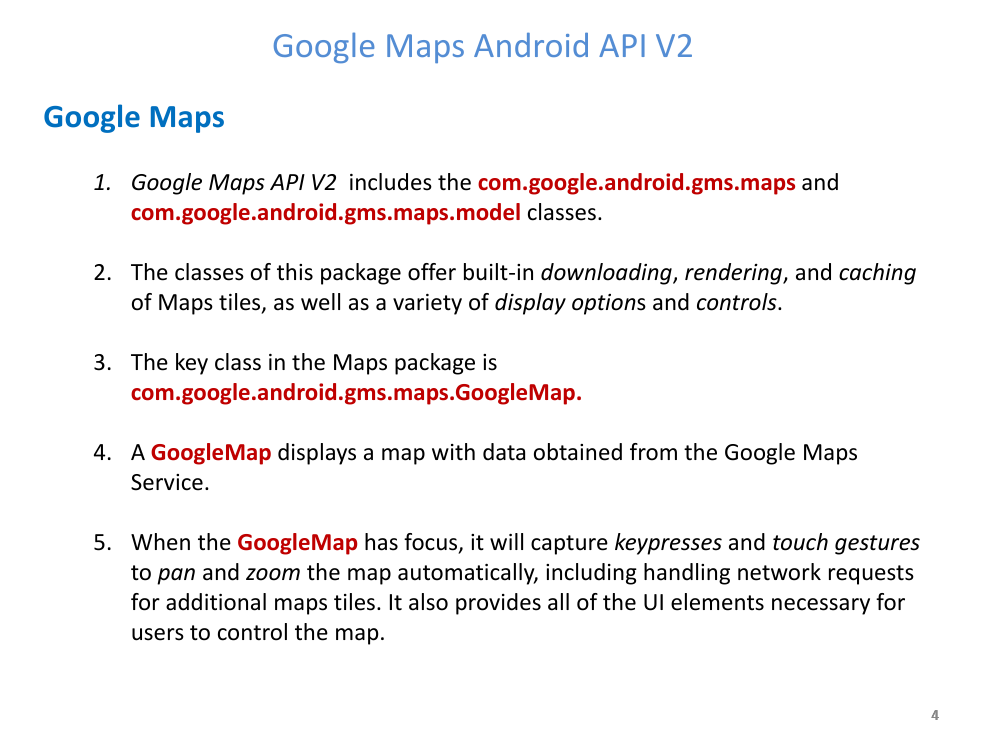 Google Maps Android API V2
Google Maps
1. Google Maps API V2 includes the com.google.android.gms.maps and
com.google.android.gms.maps.model classes.
2. The classes of this package offer built-in downloading, rendering, and caching
of Maps tiles, as well as a variety of display options and controls.
3. The key class in the Maps package is
com.google.android.gms.maps.GoogleMap.
4. A GoogleMap displays a map with data obtained from the Google Maps
Service.
5. When the GoogleMap has focus, it will capture keypresses and touch gestures
to pan and zoom the map automatically, including handling network requests
for additional maps tiles. It also provides all of the UI elements necessary for
users to control the map.
4